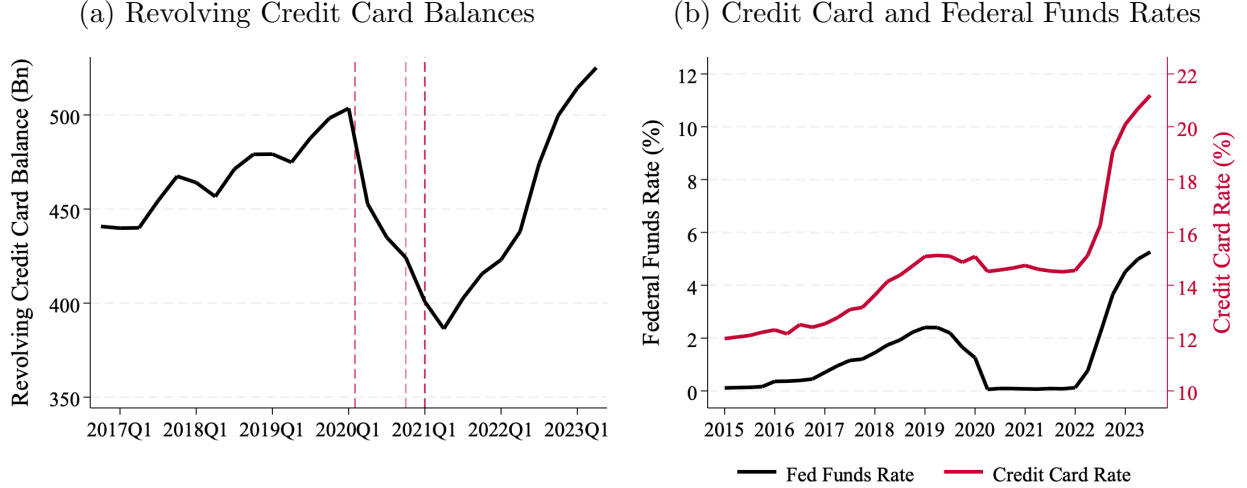 (a) Revolving Credit Card Balances
Revolving Credit Card Balance (Bn)
500
450
400
350
2017Q1 2018Q1 2019Q1 2020Q1 2021Q1 2022Q1 2023Q1
(b) Credit Card and Federal Funds Rates
Federal Funds Rate (%)
12
10
8
6
4
2
0
22
20
18
16
14
12
10
Credit Card Rate (%)
2015 2016 2017 2018 2019 2020 2021 2022 2023
Fed Funds Rate Credit Card Rate